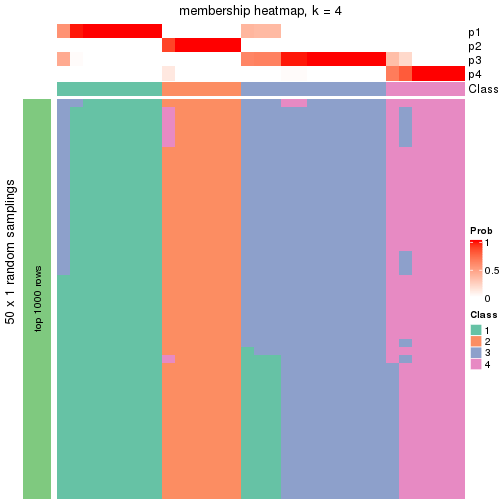 membership heatmap, k = 4
p1
p2
p3
p4
Class
50 x 1 random samplings
top 1000 rows
Prob
1
0.5
0
Class
1
2
3
4